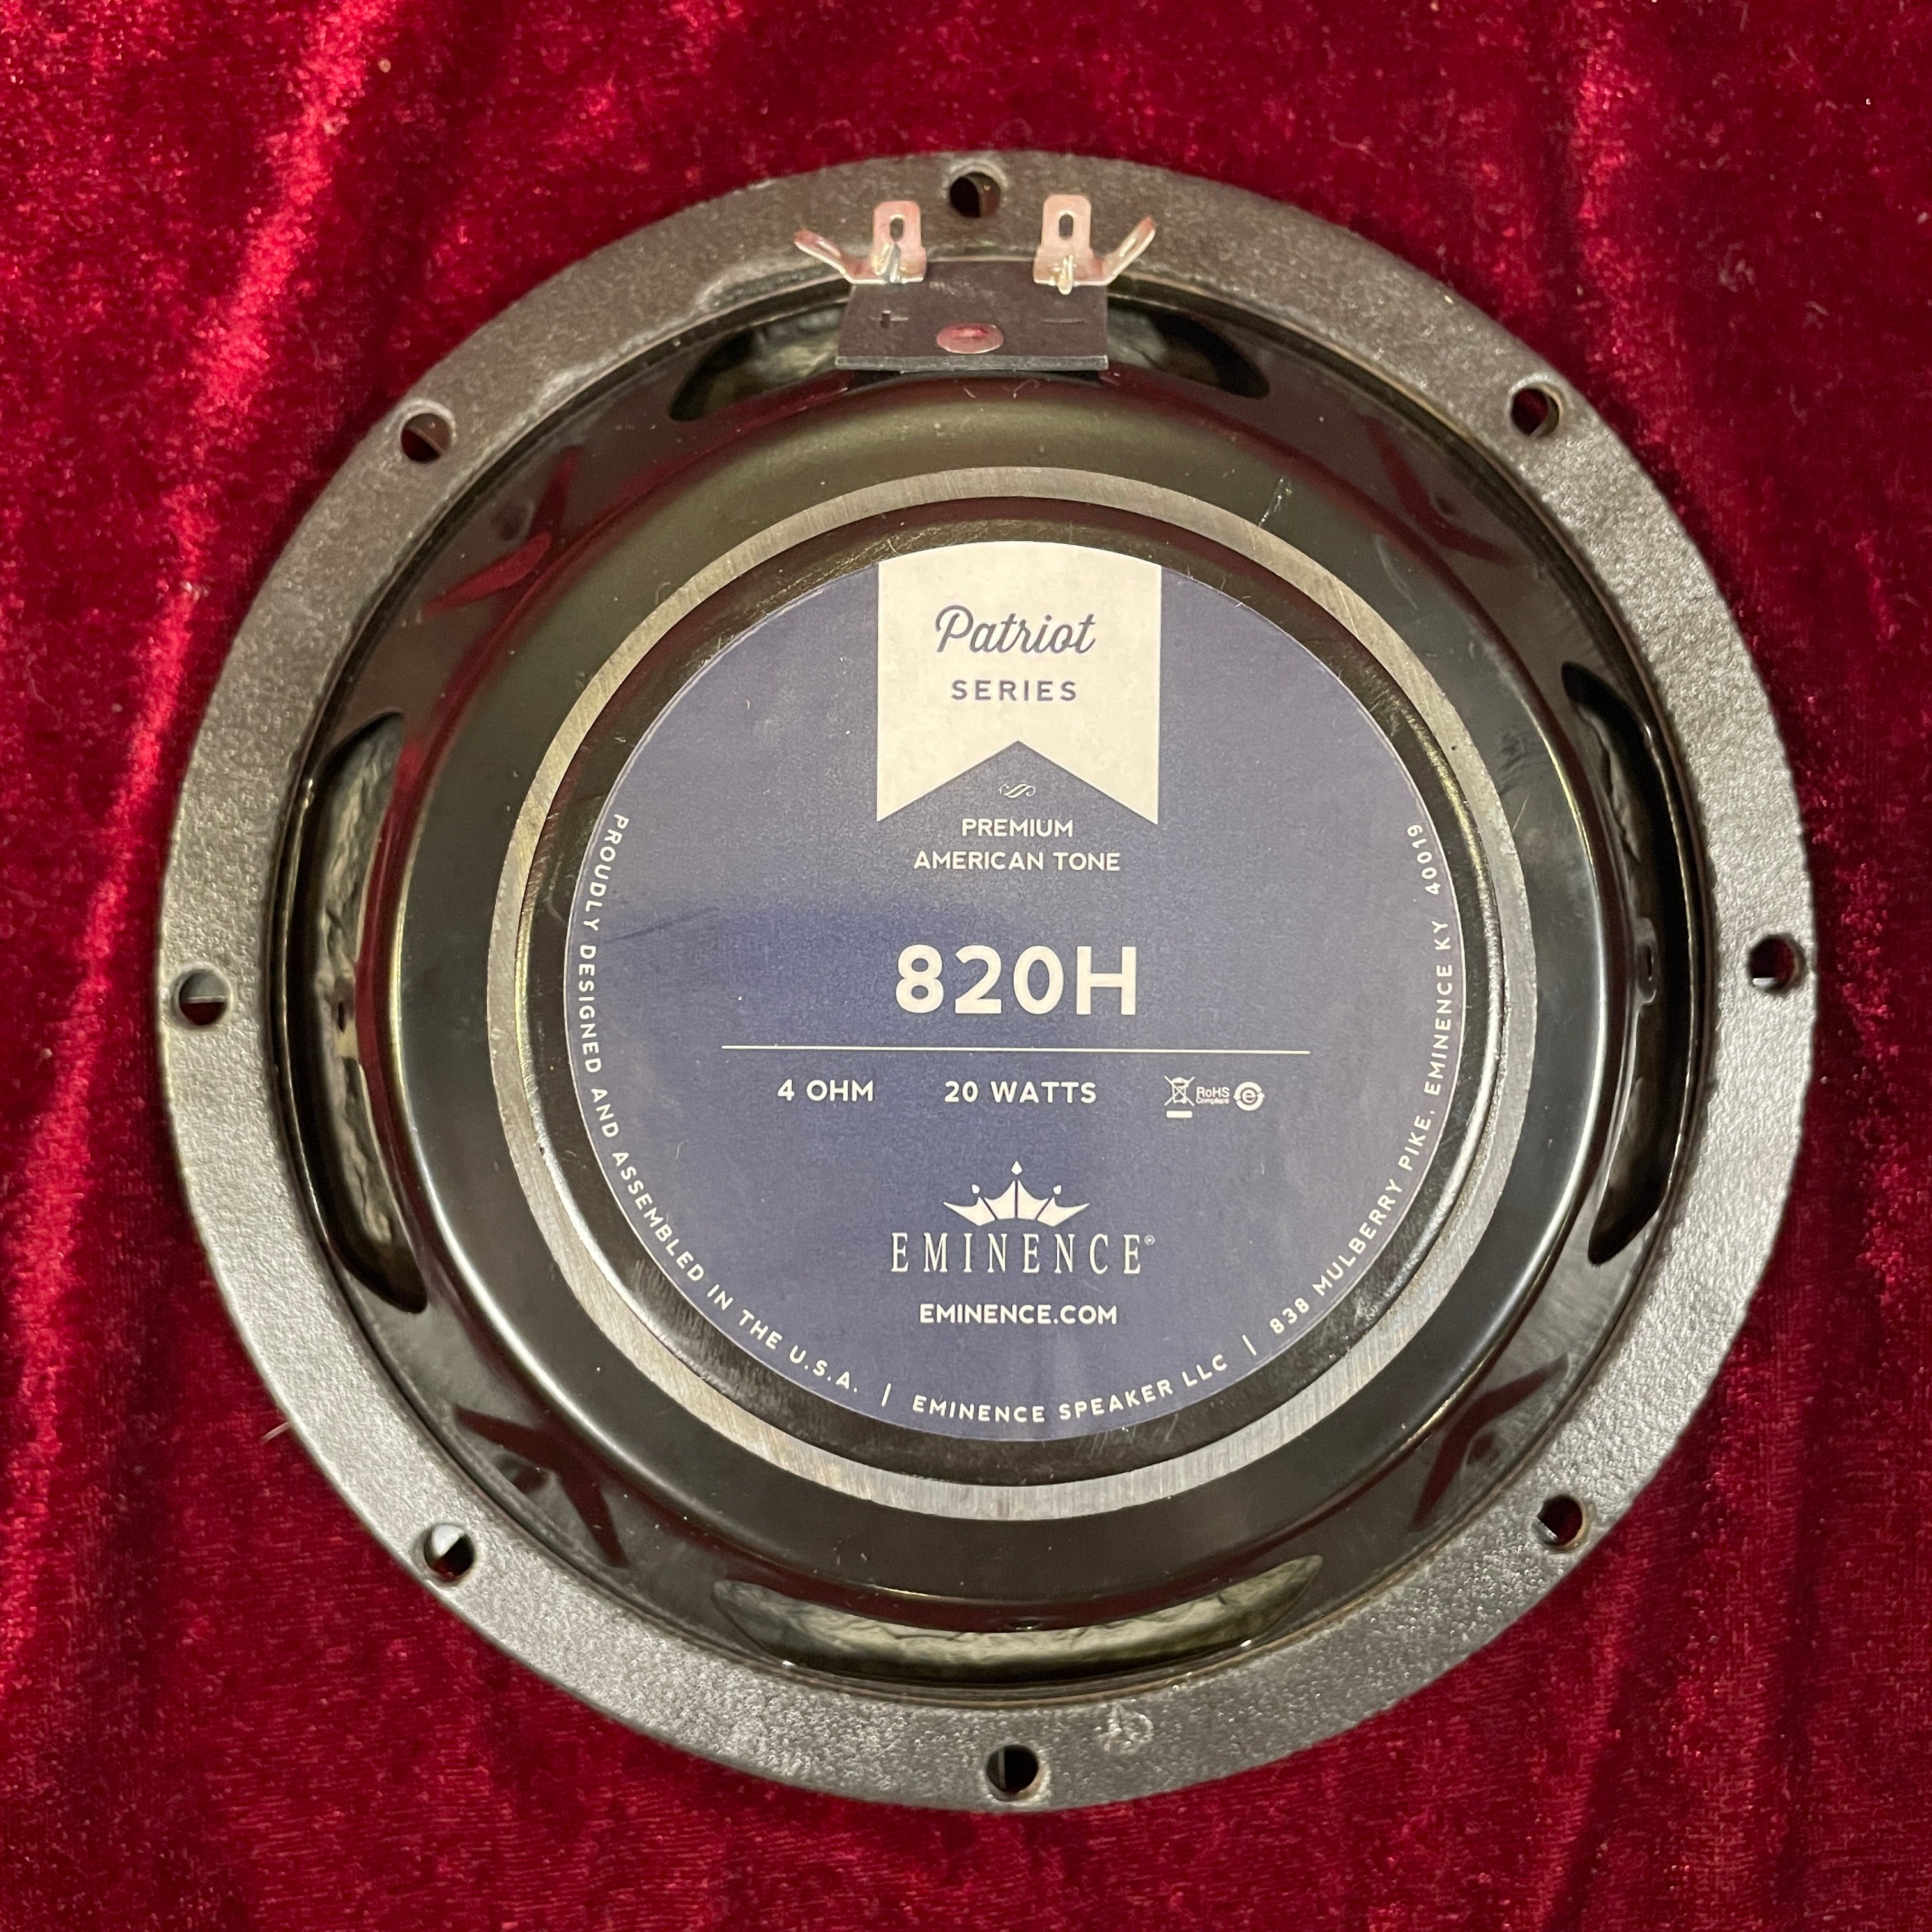 + -
Patriot
SERIES
PREMIUM
AMERICAN TONE
820H
4 OHM 20 WATTS RoHS Compliant e
EMINENCE®
EMINENCE.COM
PROUDLY DESIGNED AND ASSEMBLED IN THE U.S.A. | EMINENCE SPEAKER LLC | 838 MULBERRY PIKE, EMINENCE KY 40019